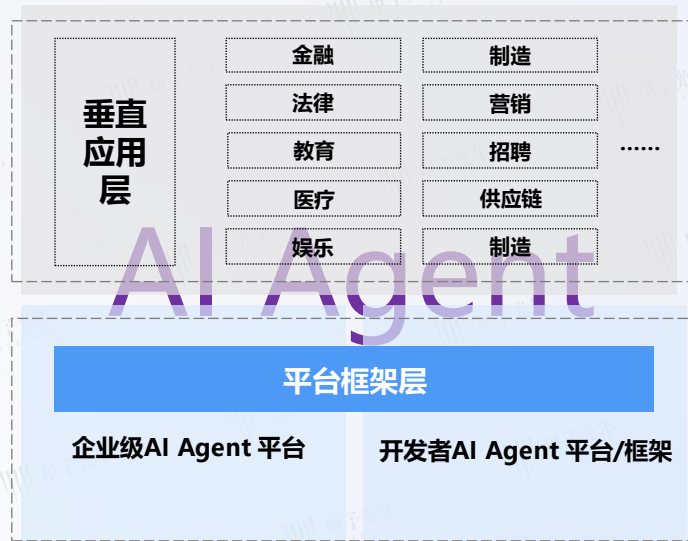 垂直
应用
层
金融
制造
法律
营销
教育
招聘
......
医疗
供应链
娱乐
制造
AI Agent
平台框架层
企业级AI Agent 平台
开发者AI Agent 平台/框架